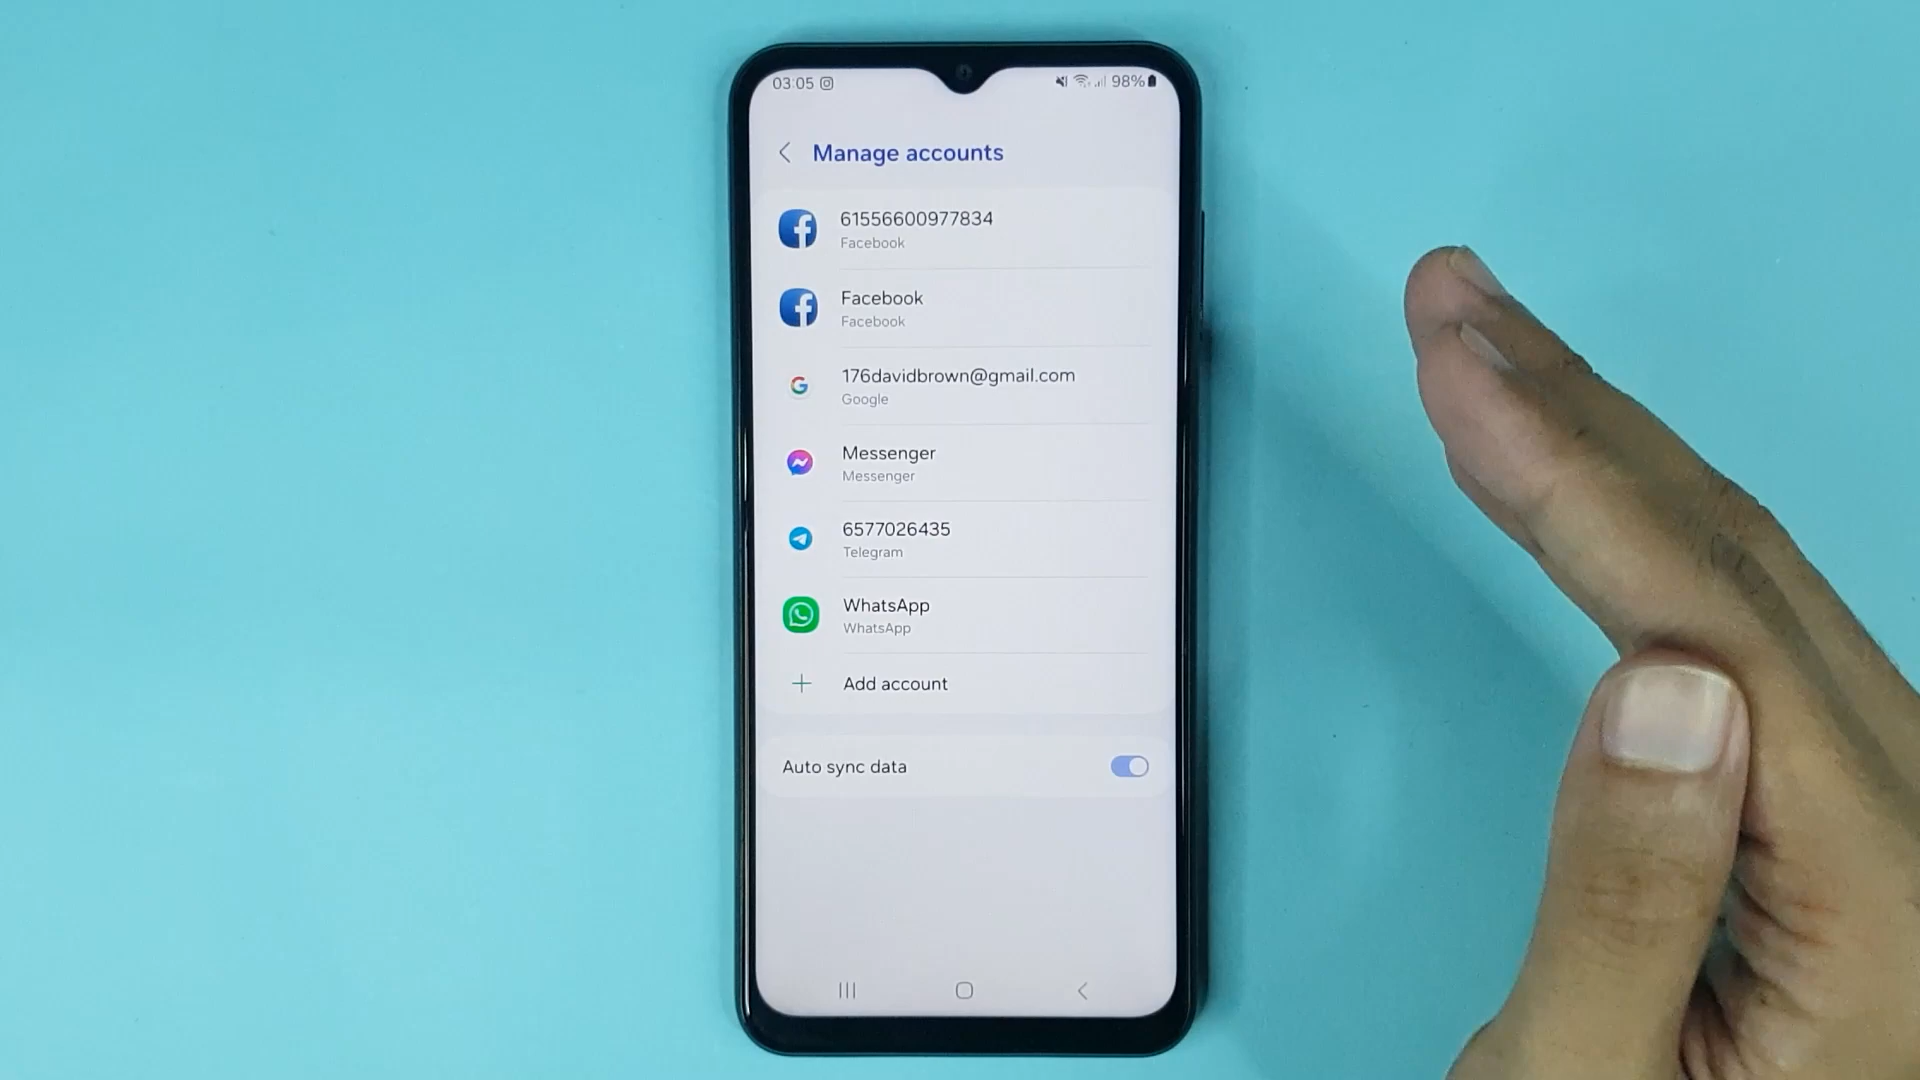 03:05 98%
Manage accounts
61556600977834
Facebook
Facebook
Facebook
176davidbrown@gmail.com
Google
Messenger
Messenger
6577026435
Telegram
WhatsApp
WhatsApp
Add account
Auto sync data